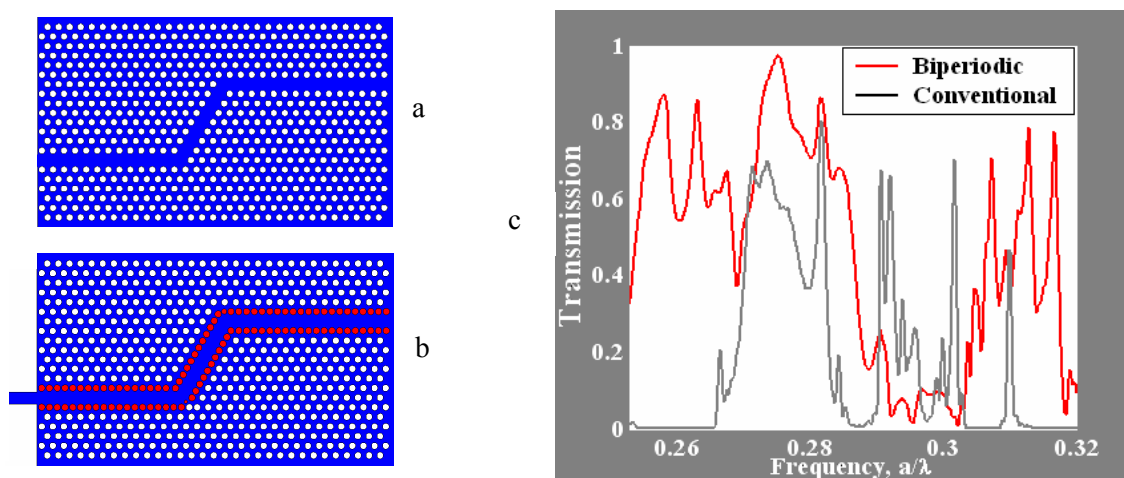 a
b
c
1
0.8
0.6
0.4
0.2
0
Transmission
Biperiodic
Conventional
0.26
0.28
0.3
0.32
Frequency, a/λ